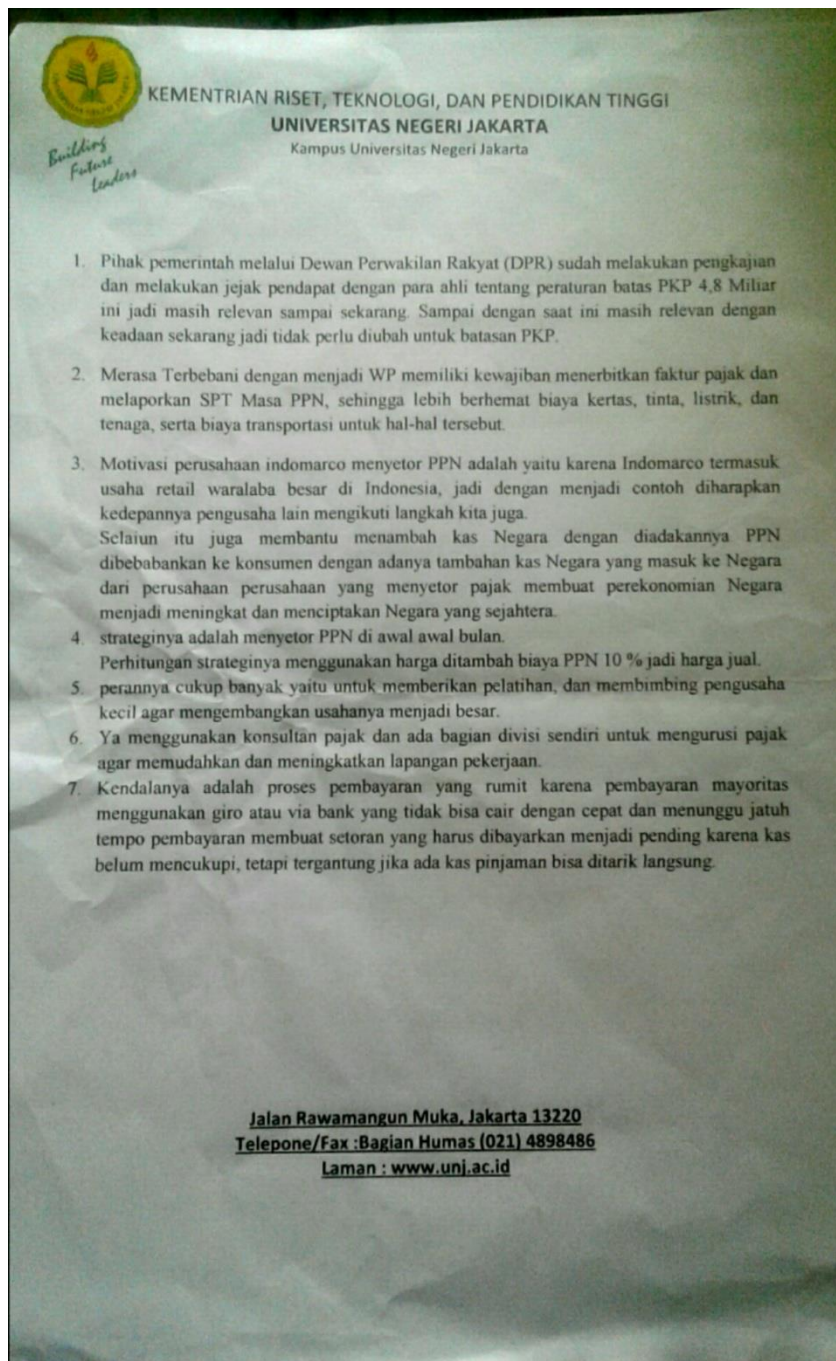 KEMENTRIAN RISET, TEKNOLOGI, DAN PENDIDIKAN TINGGI
UNIVERSITAS NEGERI JAKARTA
Kampus Universitas Negeri Jakarta
Building
Future
Leaders
1. Pihak pemerintah melalui Dewan Perwakilan Rakyat (DPR) sudah melakukan pengkajian
dan melakukan jejak pendapat dengan para ahli tentang peraturan batas PKP 4,8 Miliar
ini jadi masih relevan sampai sekarang. Sampai dengan saat ini masih relevan dengan
keadaan sekarang jadi tidak perlu diubah untuk batasan PKP.
2. Merasa Terbebani dengan menjadi WP memiliki kewajiban menerbitkan faktur pajak dan
melaporkan SPT Masa PPN, sehingga lebih berhemat biaya kertas, tinta, listrik, dan
tenaga, serta biaya transportasi untuk hal-hal tersebut.
3. Motivasi perusahaan indomarco menyetor PPN adalah yaitu karena Indomarco termasuk
usaha retail waralaba besar di Indonesia, jadi dengan menjadi contoh diharapkan
kedepannya pengusaha lain mengikuti langkah kita juga.
Selaiun itu juga membantu menambah kas Negara dengan diadakannya PPN
dibebabankan ke konsumen dengan adanya tambahan kas Negara yang masuk ke Negara
dari perusahaan perusahaan yang menyetor pajak membuat perekonomian Negara
menjadi meningkat dan menciptakan Negara yang sejahtera.
4. strateginya adalah menyetor PPN di awal awal bulan.
Perhitungan strateginya menggunakan harga ditambah biaya PPN 10 % jadi harga jual.
5. perannya cukup banyak yaitu untuk memberikan pelatihan, dan membimbing pengusaha
kecil agar mengembangkan usahanya menjadi besar.
6. Ya menggunakan konsultan pajak dan ada bagian divisi sendiri untuk mengurusi pajak
agar memudahkan dan meningkatkan lapangan pekerjaan.
7. Kendalanya adalah proses pembayaran yang rumit karena pembayaran mayoritas
menggunakan giro atau via bank yang tidak bisa cair dengan cepat dan menunggu jatuh
tempo pembayaran membuat setoran yang harus dibayarkan menjadi pending karena kas
belum mencukupi, tetapi tergantung jika ada kas pinjaman bisa ditarik langsung.
Jalan Rawamangun Muka, Jakarta 13220
Telepone/Fax :Bagian Humas (021) 4898486
Laman : www.unj.ac.id